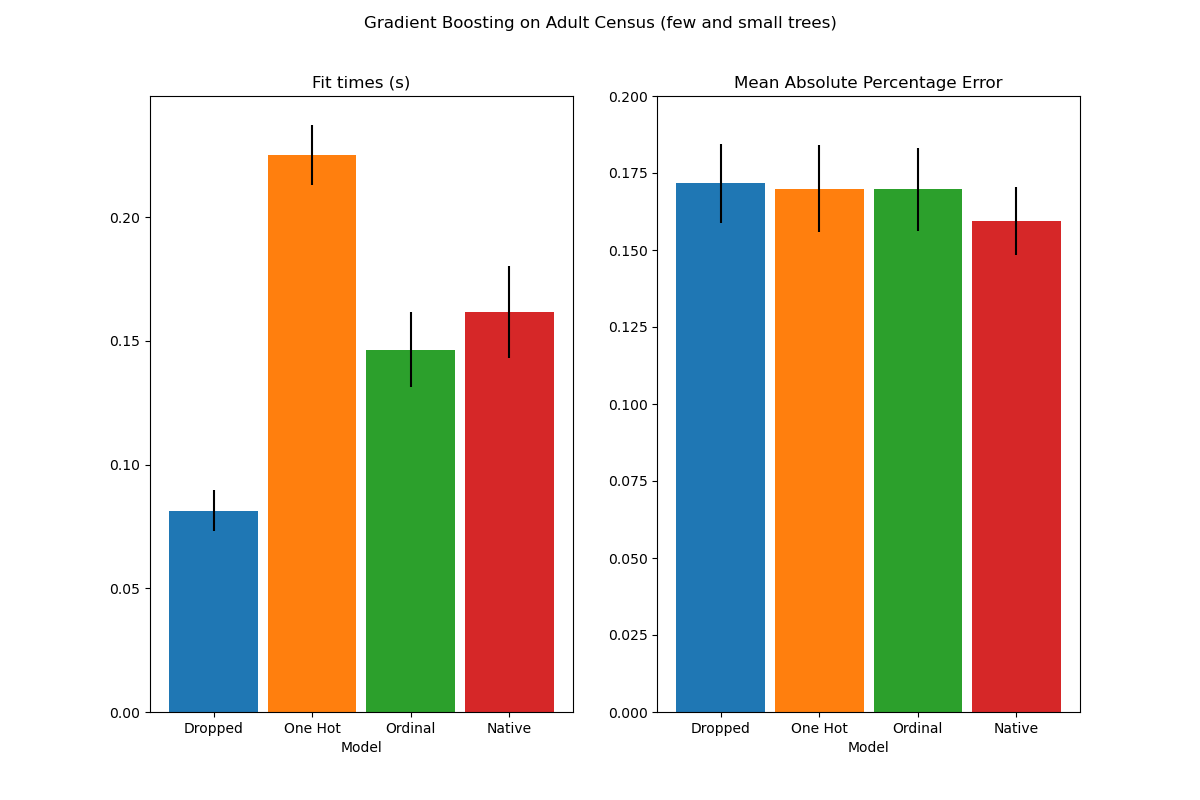 Gradient Boosting on Adult Census (few and small trees)
Fit times (s)
0.20
0.15
0.10
0.05
0.00
Dropped One Hot Ordinal Native
Model
Mean Absolute Percentage Error
0.200
0.175
0.150
0.125
0.100
0.075
0.050
0.025
0.000
Dropped One Hot Ordinal Native
Model